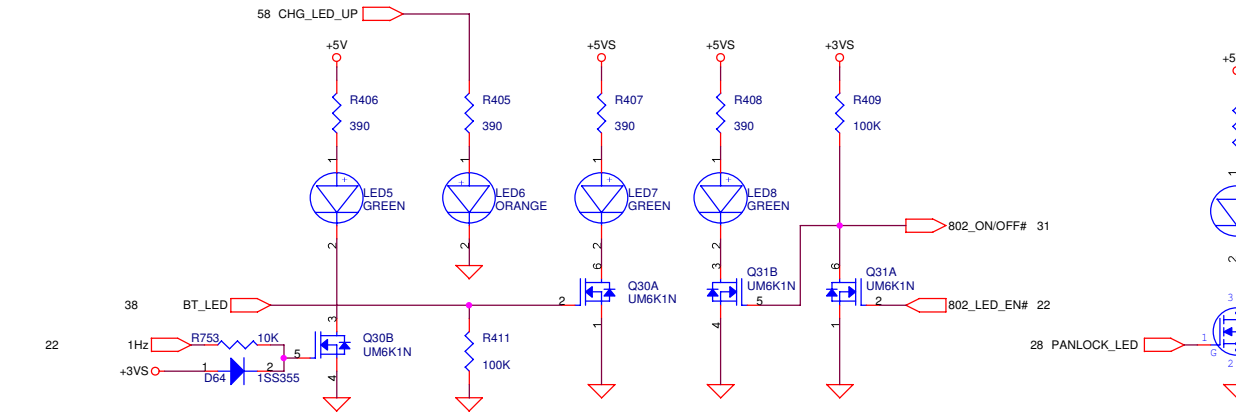 58 CHG_LED_UP
+5V
+5VS
+5VS
+3VS
+5
R406
390
R405
390
R407
390
R408
390
R409
100K
1
1
1
1
1
LED5
GREEN
LED6
ORANGE
LED7
GREEN
LED8
GREEN
2
2
2
2
2
802_ON/OFF# 31
3
6
3
6
Q30A
UM6K1N
Q31B
UM6K1N
Q31A
UM6K1N
38 BT_LED
2
5
2
802_LED_EN# 22
1
4
1
22
1Hz
R753
10K
5
Q30B
UM6K1N
4
+3VS
1
D64
2
1SS355
R411
100K
28 PANLOCK_LED
3
1
G
2